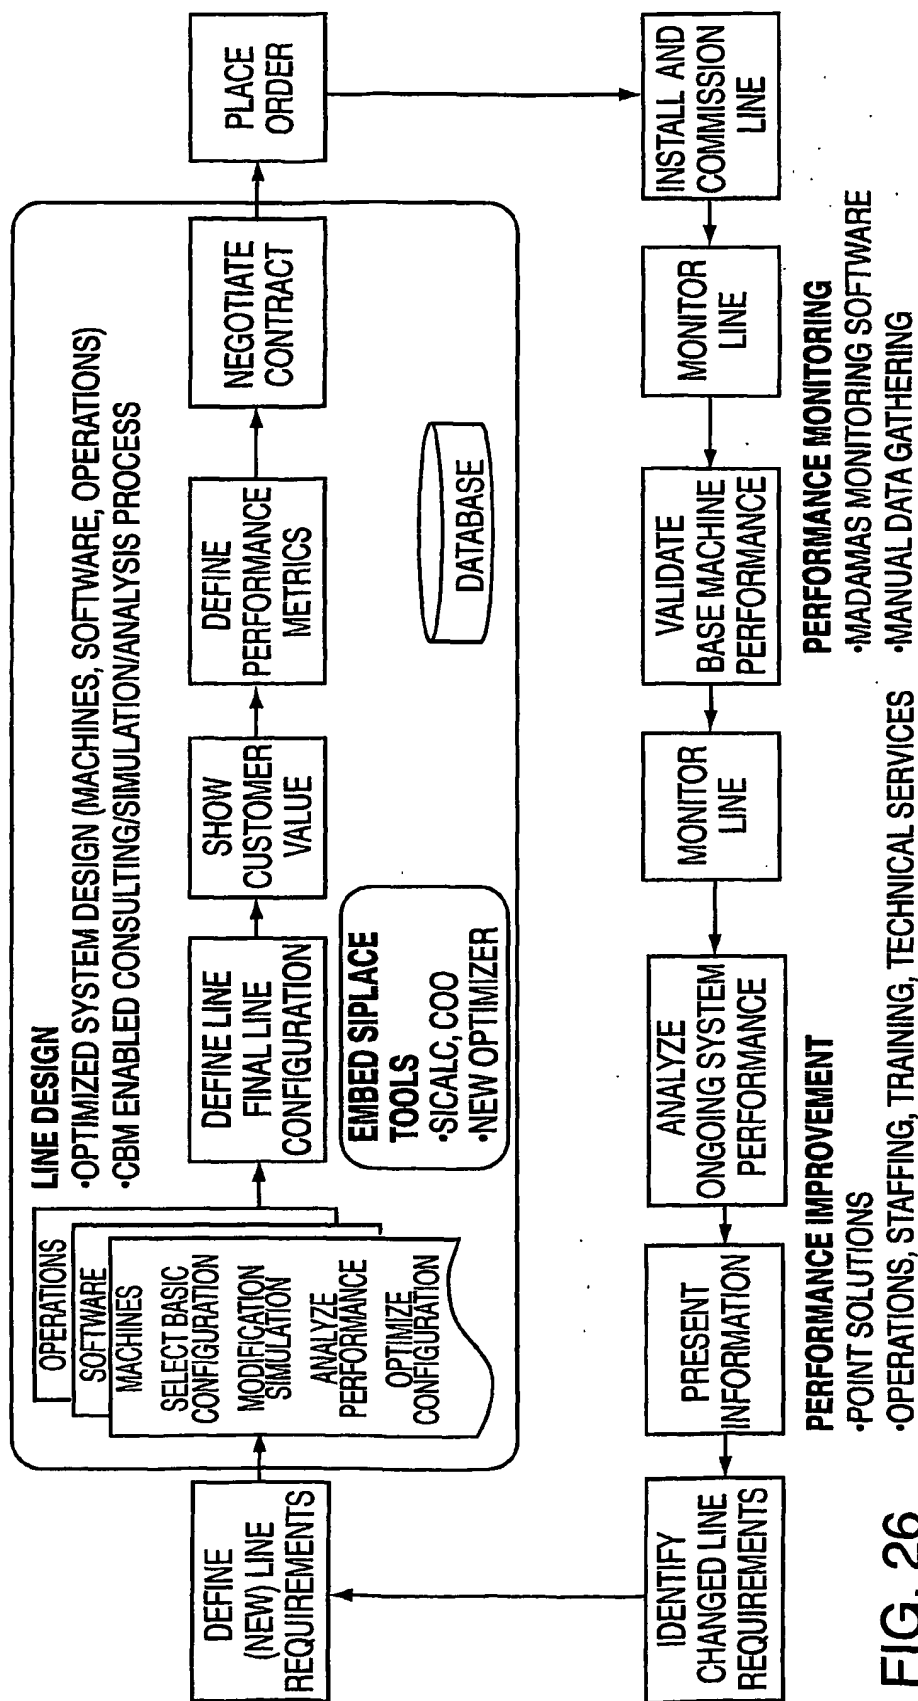 LINE DESIGN
•OPTIMIZED SYSTEM DESIGN (MACHINES, SOFTWARE, OPERATIONS)
•CBM ENABLED CONSULTING/SIMULATION/ANALYSIS PROCESS
DEFINE
(NEW) LINE
REQUIREMENTS
OPERATIONS
SOFTWARE
MACHINES
SELECT BASIC
CONFIGURATION
MODIFICATION
SIMULATION
ANALYZE
PERFORMANCE
OPTIMIZE
CONFIGURATION
DEFINE LINE
FINAL LINE
CONFIGURATION
SHOW
CUSTOMER
VALUE
DEFINE
PERFORMANCE
METRICS
NEGOTIATE
CONTRACT
PLACE
ORDER
EMBED SIPLACE
TOOLS
•SICALC, COO
•NEW OPTIMIZER
DATABASE
IDENTIFY
CHANGED LINE
REQUIREMENTS
PRESENT
INFORMATION
ANALYZE
ONGOING SYSTEM
PERFORMANCE
MONITOR
LINE
VALIDATE
BASE MACHINE
PERFORMANCE
MONITOR
LINE
INSTALL AND
COMMISSION
LINE
PERFORMANCE IMPROVEMENT
•POINT SOLUTIONS
•OPERATIONS, STAFFING, TRAINING, TECHNICAL SERVICES
PERFORMANCE MONITORING
•MADAMAS MONITORING SOFTWARE
•MANUAL DATA GATHERING
FIG. 26